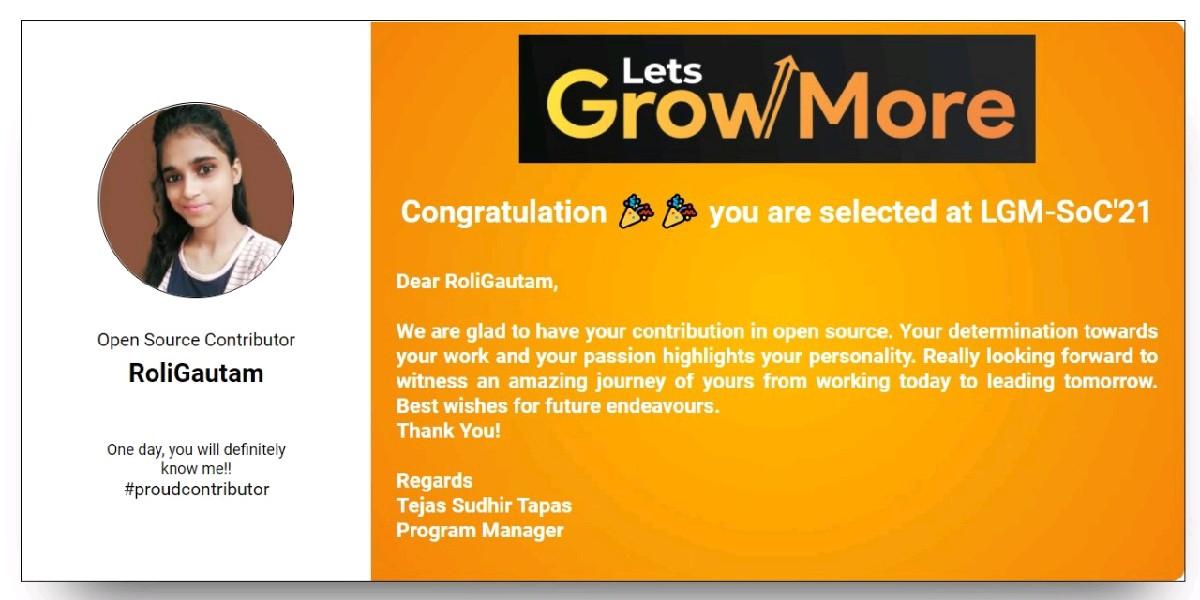 Open Source Contributor
RoliGautam
One day, you will definitely
know me!!
#proudcontributor
Lets
Grow More
Congratulation 🎉 🎉 you are selected at LGM-SoC'21
Dear RoliGautam,
We are glad to have your contribution in open source. Your determination towards
your work and your passion highlights your personality. Really looking forward to
witness an amazing journey of yours from working today to leading tomorrow.
Best wishes for future endeavours.
Thank You!
Regards
Tejas Sudhir Tapas
Program Manager